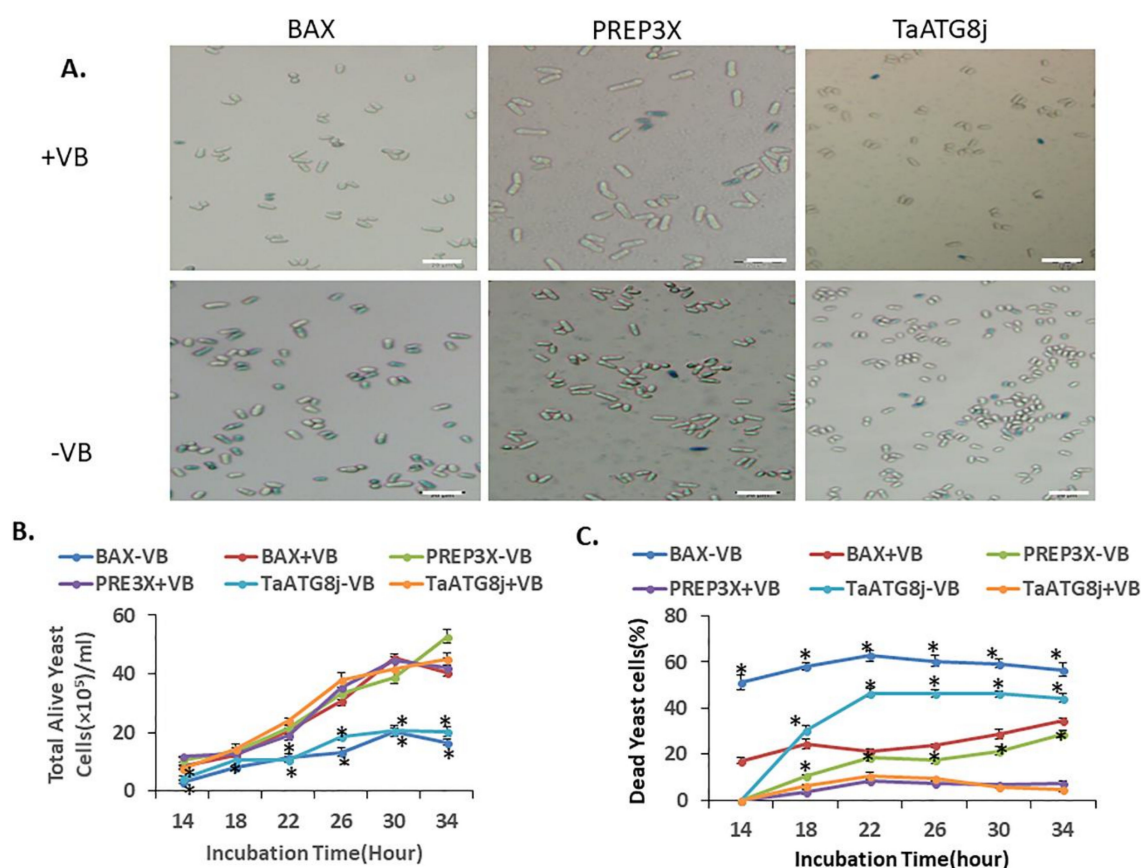 BAX PREP3X TaATG8j
A.
+VB
-VB
B.
BAX-VB BAX+VB PREP3X-VB
PRE3X+VB TaATG8j-VB TaATG8j+VB
Total Alive Yeast
Cells(×10⁵)/ml)
60
40
20
0
14 18 22 26 30 34
Incubation Time(Hour)
C.
BAX-VB BAX+VB PREP3X-VB
PREP3X+VB TaATG8j-VB TaATG8j+VB
Dead Yeast cells(%)
80
60
40
20
0
14 18 22 26 30 34
Incubation Time(hour)